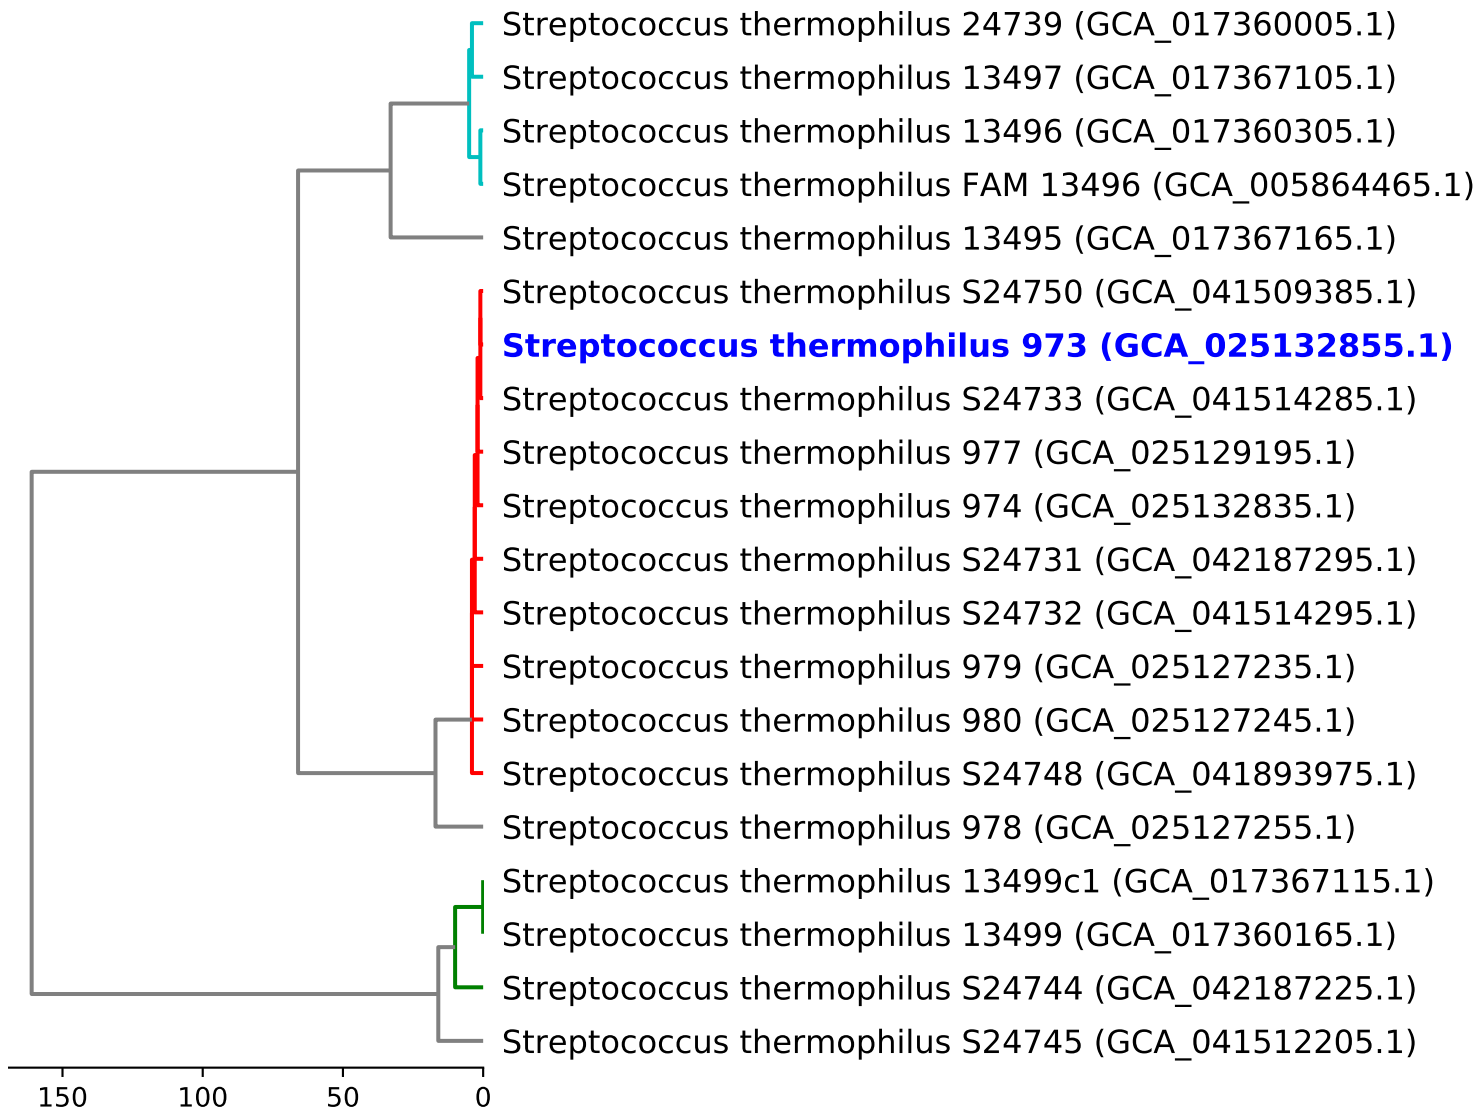 Streptococcus thermophilus 24739 (GCA_017360005.1)
Streptococcus thermophilus 13497 (GCA_017367105.1)
Streptococcus thermophilus 13496 (GCA_017360305.1)
Streptococcus thermophilus FAM 13496 (GCA_005864465.1)
Streptococcus thermophilus 13495 (GCA_017367165.1)
Streptococcus thermophilus S24750 (GCA_041509385.1)
Streptococcus thermophilus 973 (GCA_025132855.1)
Streptococcus thermophilus S24733 (GCA_041514285.1)
Streptococcus thermophilus 977 (GCA_025129195.1)
Streptococcus thermophilus 974 (GCA_025132835.1)
Streptococcus thermophilus S24731 (GCA_042187295.1)
Streptococcus thermophilus S24732 (GCA_041514295.1)
Streptococcus thermophilus 979 (GCA_025127235.1)
Streptococcus thermophilus 980 (GCA_025127245.1)
Streptococcus thermophilus S24748 (GCA_041893975.1)
Streptococcus thermophilus 978 (GCA_025127255.1)
Streptococcus thermophilus 13499c1 (GCA_017367115.1)
Streptococcus thermophilus 13499 (GCA_017360165.1)
Streptococcus thermophilus S24744 (GCA_042187225.1)
Streptococcus thermophilus S24745 (GCA_041512205.1)
150 100 50 0